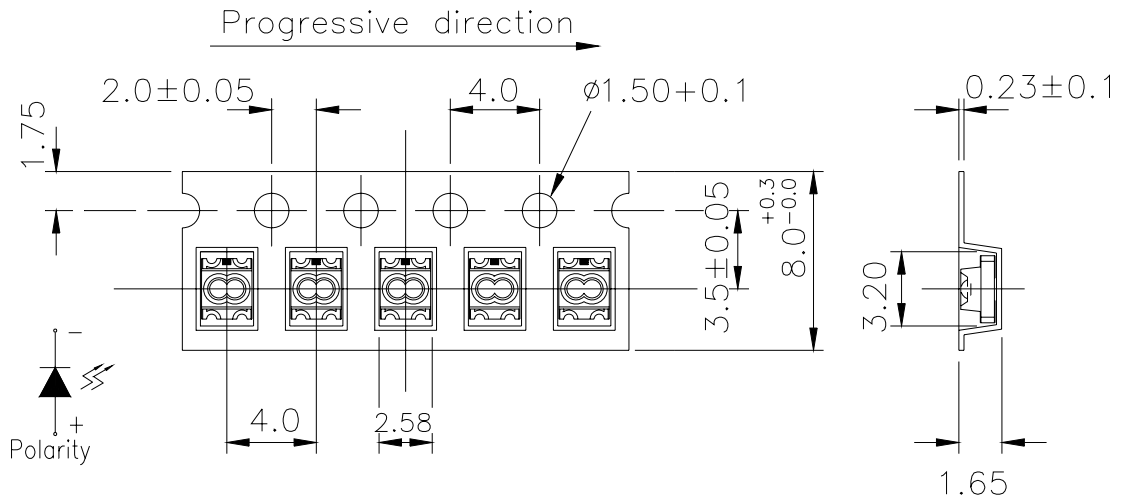 Progressive direction
2.0±0.05
4.0
ø1.50+0.1
0.23±0.1
1.75
3.5±0.05
8.0 +0.3 -0.0
3.20
−
+
Polarity
4.0
2.58
1.65